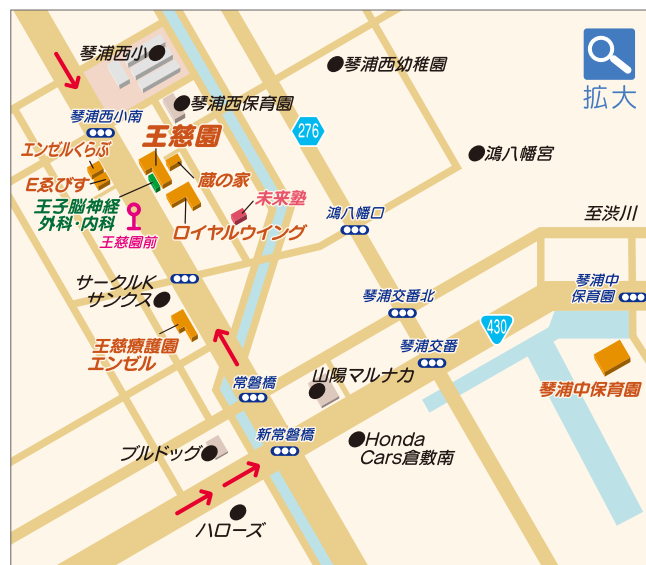 琴浦西小
琴浦西幼稚園
拡大
琴浦西保育園
琴浦西小南
276
王慈園
エンゼルくらぶ
鴻八幡宮
蔵の家
Eゑびす
未来塾
王子脳神経
外科・内科
ロイヤルウイング
王慈園前
鴻八幡口
至渋川
サークルK
サンクス
琴浦中
保育園
琴浦交番北
430
王慈療護園
エンゼル
琴浦交番
山陽マルナカ
常磐橋
琴浦中保育園
新常磐橋
ブルドッグ
Honda
Cars倉敷南
ハローズ